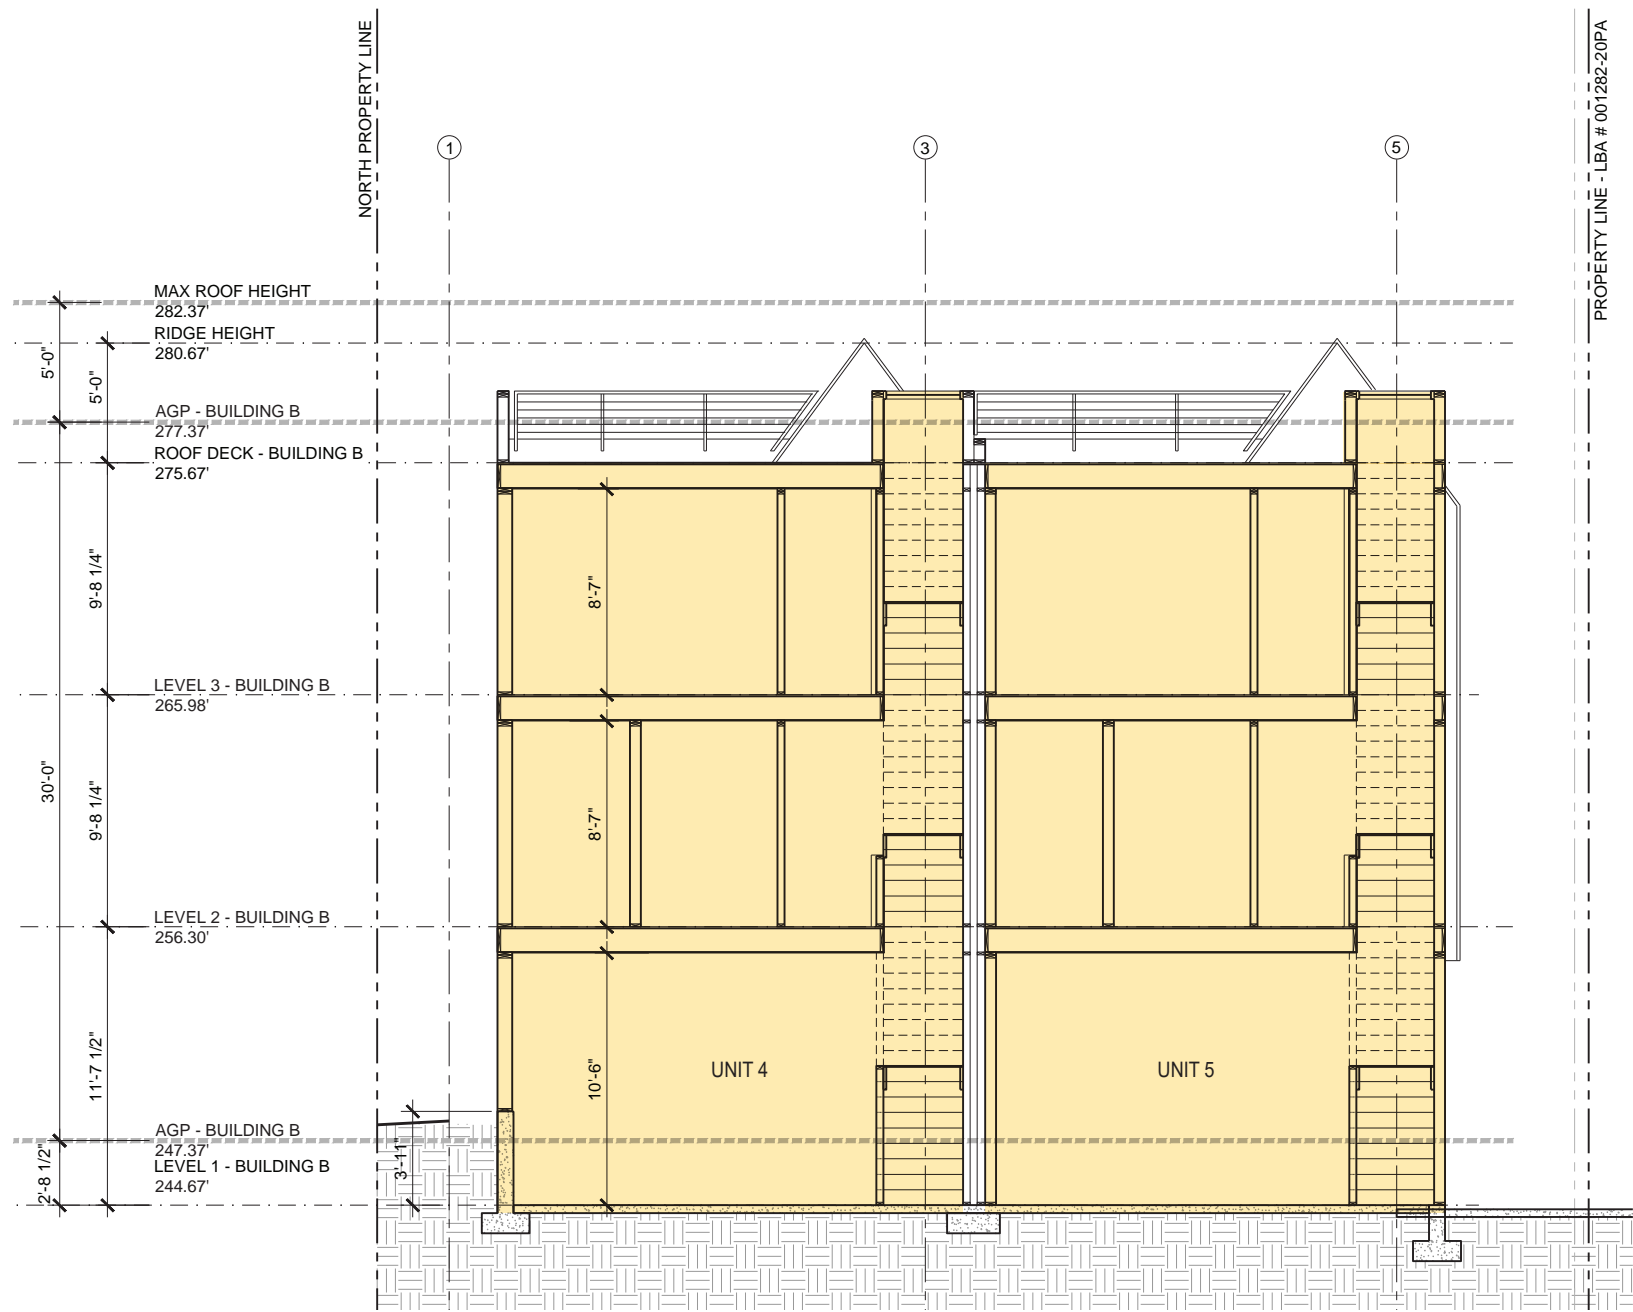 NORTH PROPERTY LINE
PROPERTY LINE - LBA # 001282-20PA
1
3
5
MAX ROOF HEIGHT
282.37'
RIDGE HEIGHT
280.67'
5'-0"
5'-0"
AGP - BUILDING B
277.37'
ROOF DECK - BUILDING B
275.67'
9'-8 1/4"
8'-7"
LEVEL 3 - BUILDING B
265.98'
30'-0"
9'-8 1/4"
8'-7"
LEVEL 2 - BUILDING B
256.30'
11'-7 1/2"
10'-6"
UNIT 4
UNIT 5
AGP - BUILDING B
247.37'
LEVEL 1 - BUILDING B
244.67'
2'-8 1/2"
3'-11"